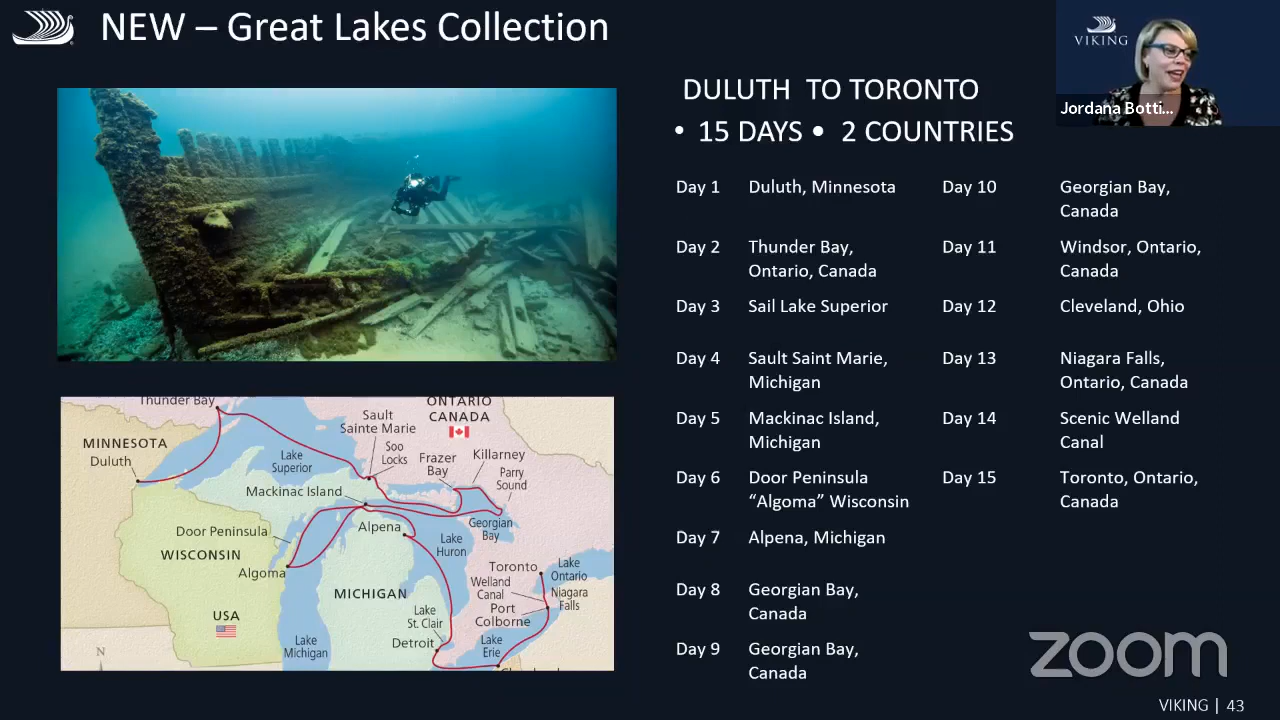 NEW – Great Lakes Collection
VIKING
Jordana Botti...
DULUTH TO TORONTO
• 15 DAYS • 2 COUNTRIES
Day 1 Duluth, Minnesota
Day 2 Thunder Bay,
Ontario, Canada
Day 3 Sail Lake Superior
Day 4 Sault Saint Marie,
Michigan
Day 5 Mackinac Island,
Michigan
Day 6 Door Peninsula
“Algoma” Wisconsin
Day 7 Alpena, Michigan
Day 8 Georgian Bay,
Canada
Day 9 Georgian Bay,
Canada
Day 10 Georgian Bay,
Canada
Day 11 Windsor, Ontario,
Canada
Day 12 Cleveland, Ohio
Day 13 Niagara Falls,
Ontario, Canada
Day 14 Scenic Welland
Canal
Day 15 Toronto, Ontario,
Canada
Thunder Bay
ONTARIO
CANADA
MINNESOTA
Duluth
Sault
Sainte Marie
Soo
Locks
Lake
Superior
Frazer
Bay
Killarney
Parry
Sound
Mackinac Island
Georgian
Bay
Door Peninsula
Alpena
Lake
Huron
WISCONSIN
Algoma
Toronto
Lake
Ontario
Welland
Canal
Niagara
Falls
MICHIGAN
Port
Colborne
USA
Lake
St. Clair
Lake
Michigan
Detroit
Lake
Erie
N
zoom
VIKING | 43